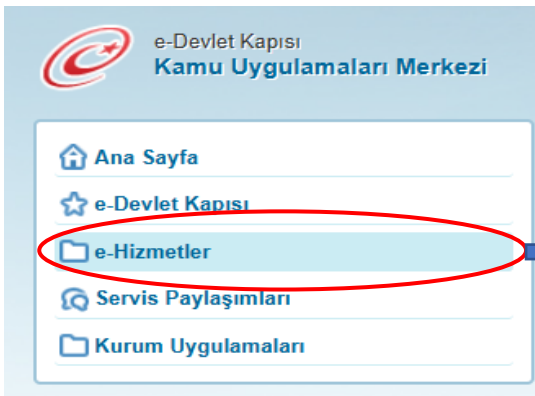 e-Devlet Kapısı
Kamu Uygulamaları Merkezi
Ana Sayfa
e-Devlet Kapısı
e-Hizmetler
Servis Paylaşımları
Kurum Uygulamaları